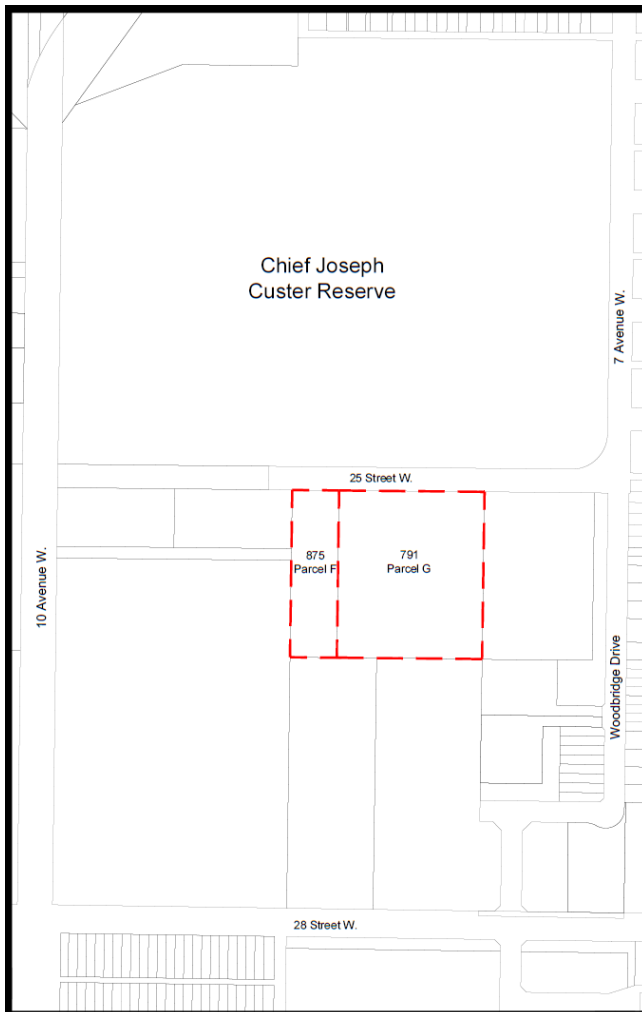 Chief Joseph
Custer Reserve
7 Avenue W.
25 Street W.
875
Parcel F
791
Parcel G
10 Avenue W.
Woodbridge Drive
28 Street W.